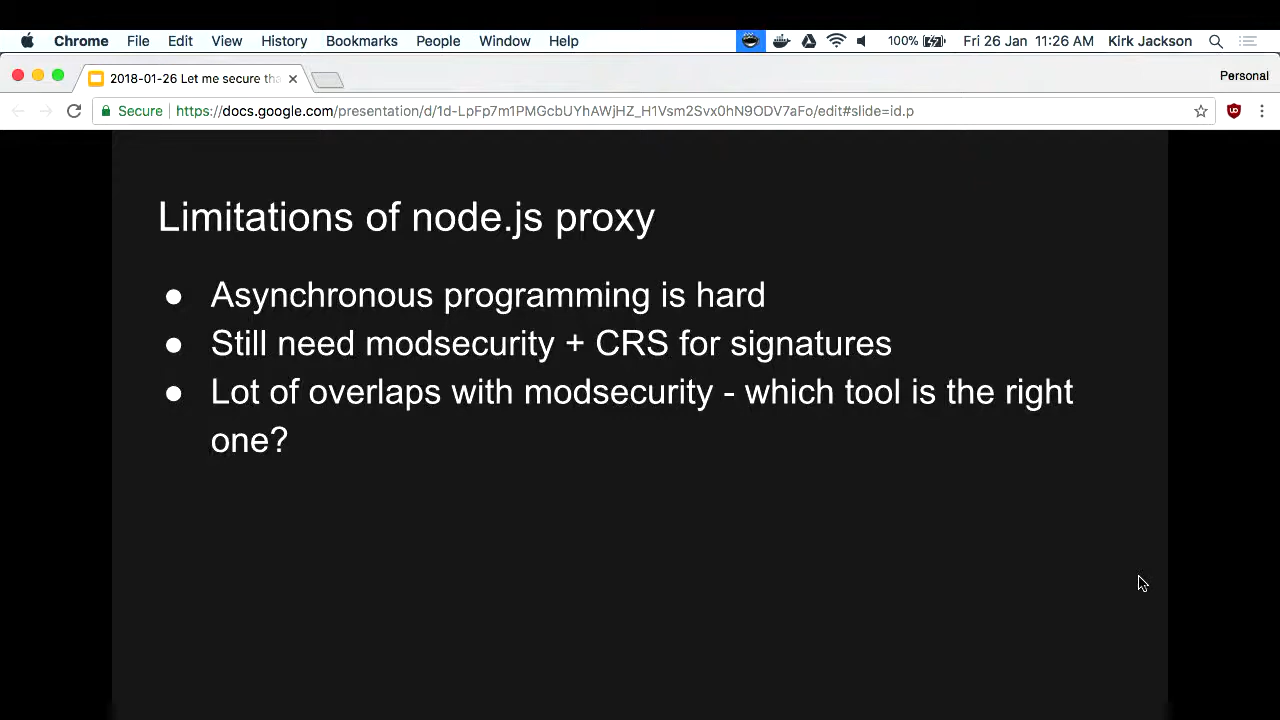 Chrome File Edit View History Bookmarks People Window Help 100% Fri 26 Jan 11:26 AM Kirk Jackson
2018-01-26 Let me secure tha Personal
Secure https://docs.google.com/presentation/d/1d-LpFp7m1PMGcbUYhAWjHZ_H1Vsm2Svx0hN9ODV7aFo/edit#slide=id.p
Limitations of node.js proxy
● Asynchronous programming is hard
● Still need modsecurity + CRS for signatures
● Lot of overlaps with modsecurity - which tool is the right
one?